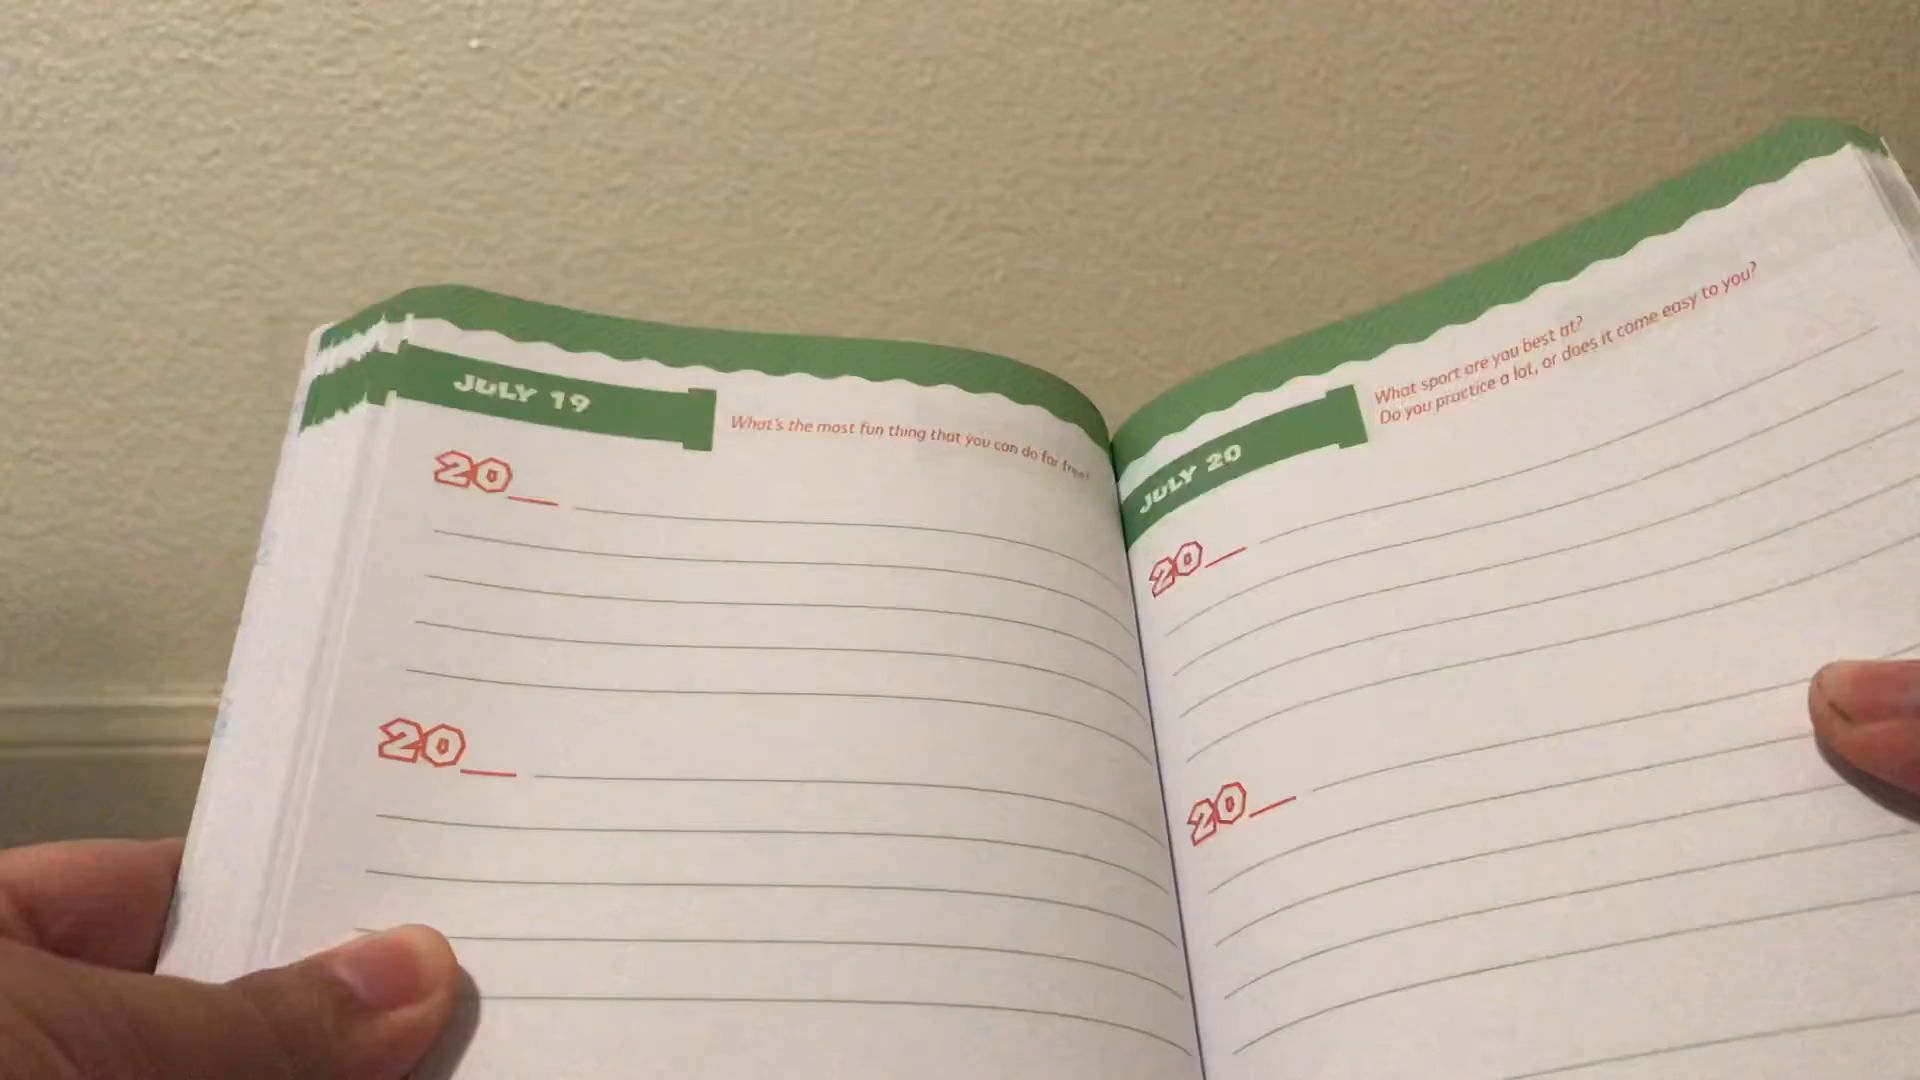 JULY 19
What's the most fun thing that you can do for free?
20__
20__
JULY 20
What sport are you best at?
Do you practice a lot, or does it come easy to you?
20__
20__